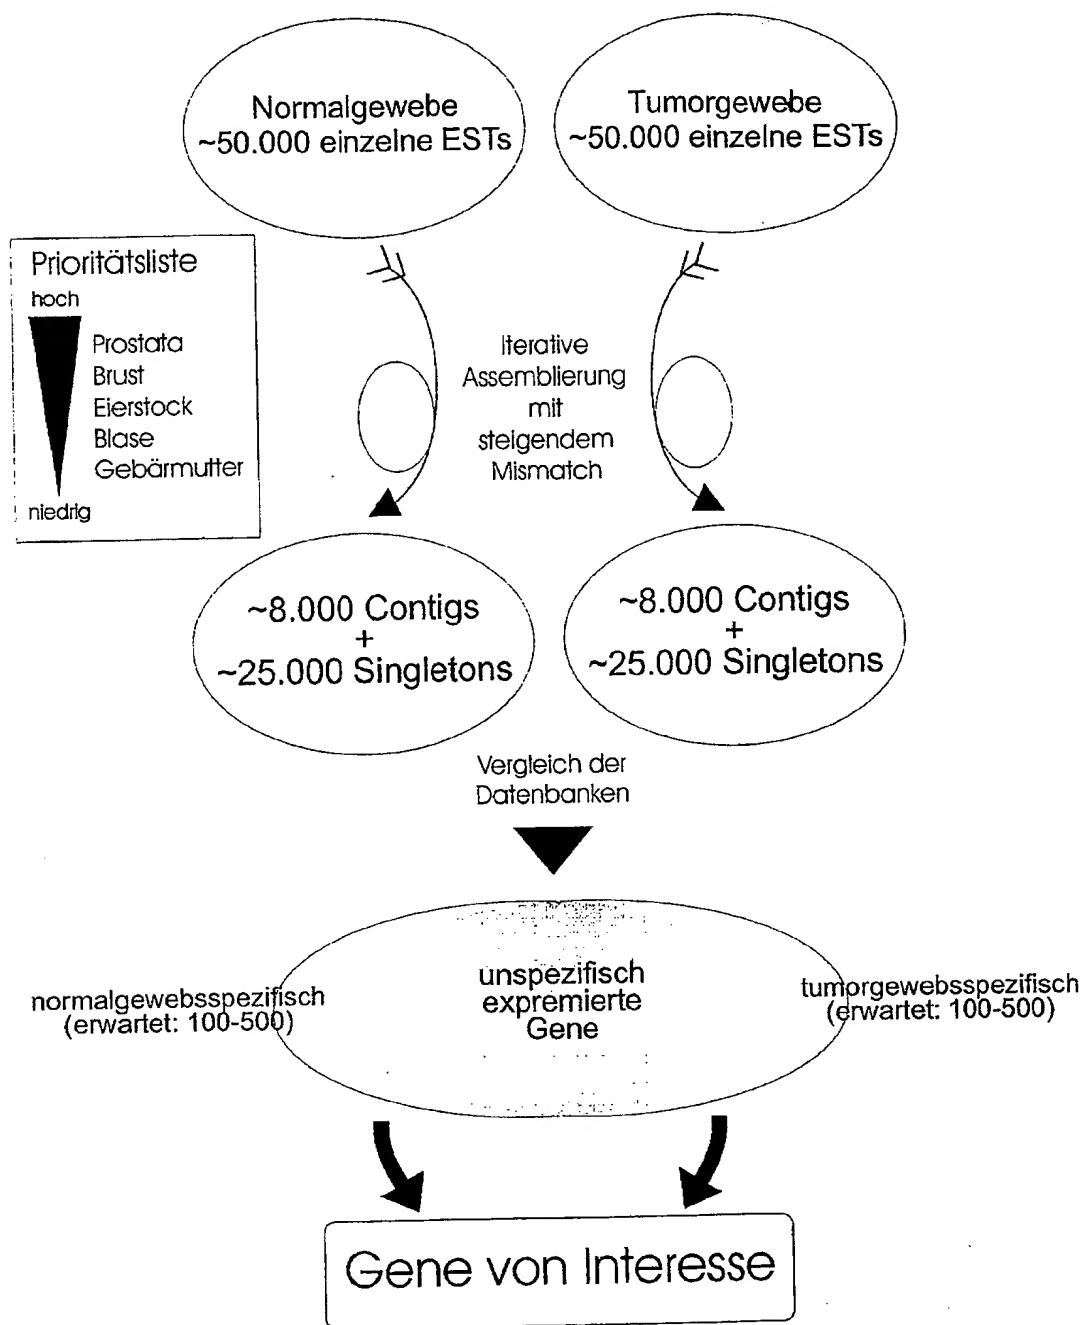 Normalgewebe
~50.000 einzelne ESTs
Tumorgewebe
~50.000 einzelne ESTs
Prioritätsliste
hoch
Prostata
Brust
Eierstock
Blase
Gebärmutter
niedrig
Iterative
Assemblierung
mit
steigendem
Mismatch
~8.000 Contigs
+
~25.000 Singletons
~8.000 Contigs
+
~25.000 Singletons
Vergleich der
Datenbanken
normalgewebsspezifisch
(erwartet: 100-500)
unspezifisch
expremierte
Gene
tumorgewebsspezifisch
(erwartet: 100-500)
Gene von Interesse